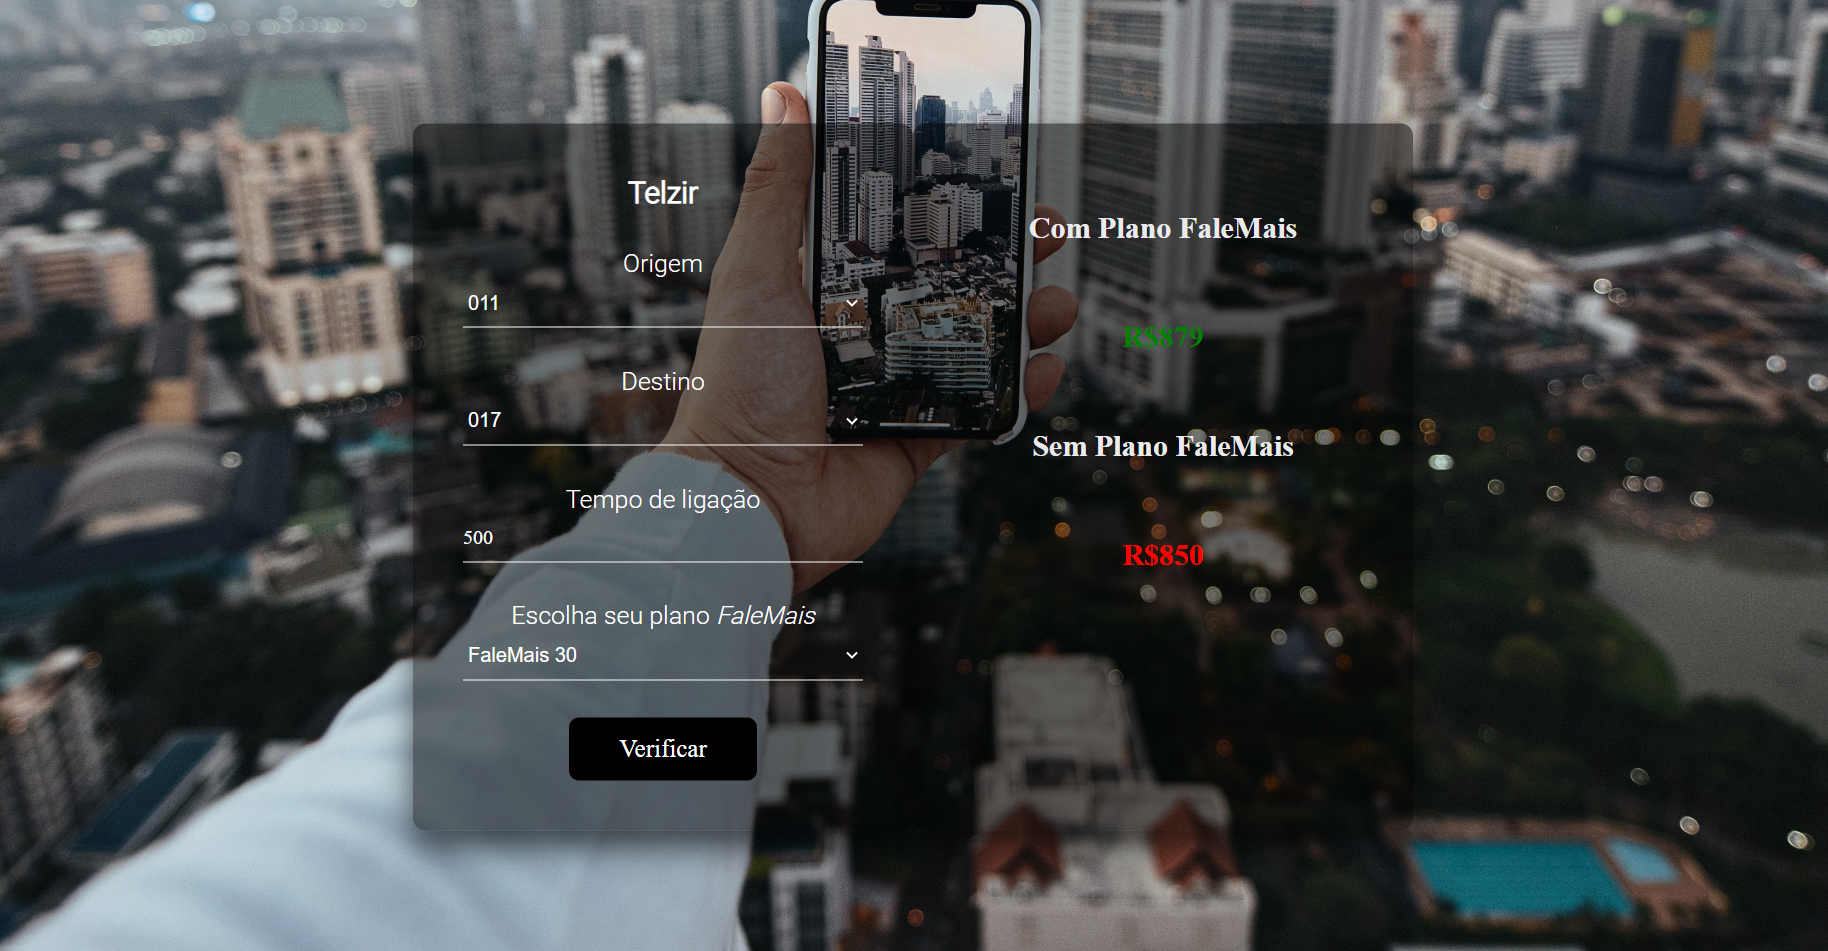 Telzir
Origem
011
Destino
017
Tempo de ligação
500
Escolha seu plano FaleMais
FaleMais 30
Verificar
Com Plano FaleMais
R$879
Sem Plano FaleMais
R$850